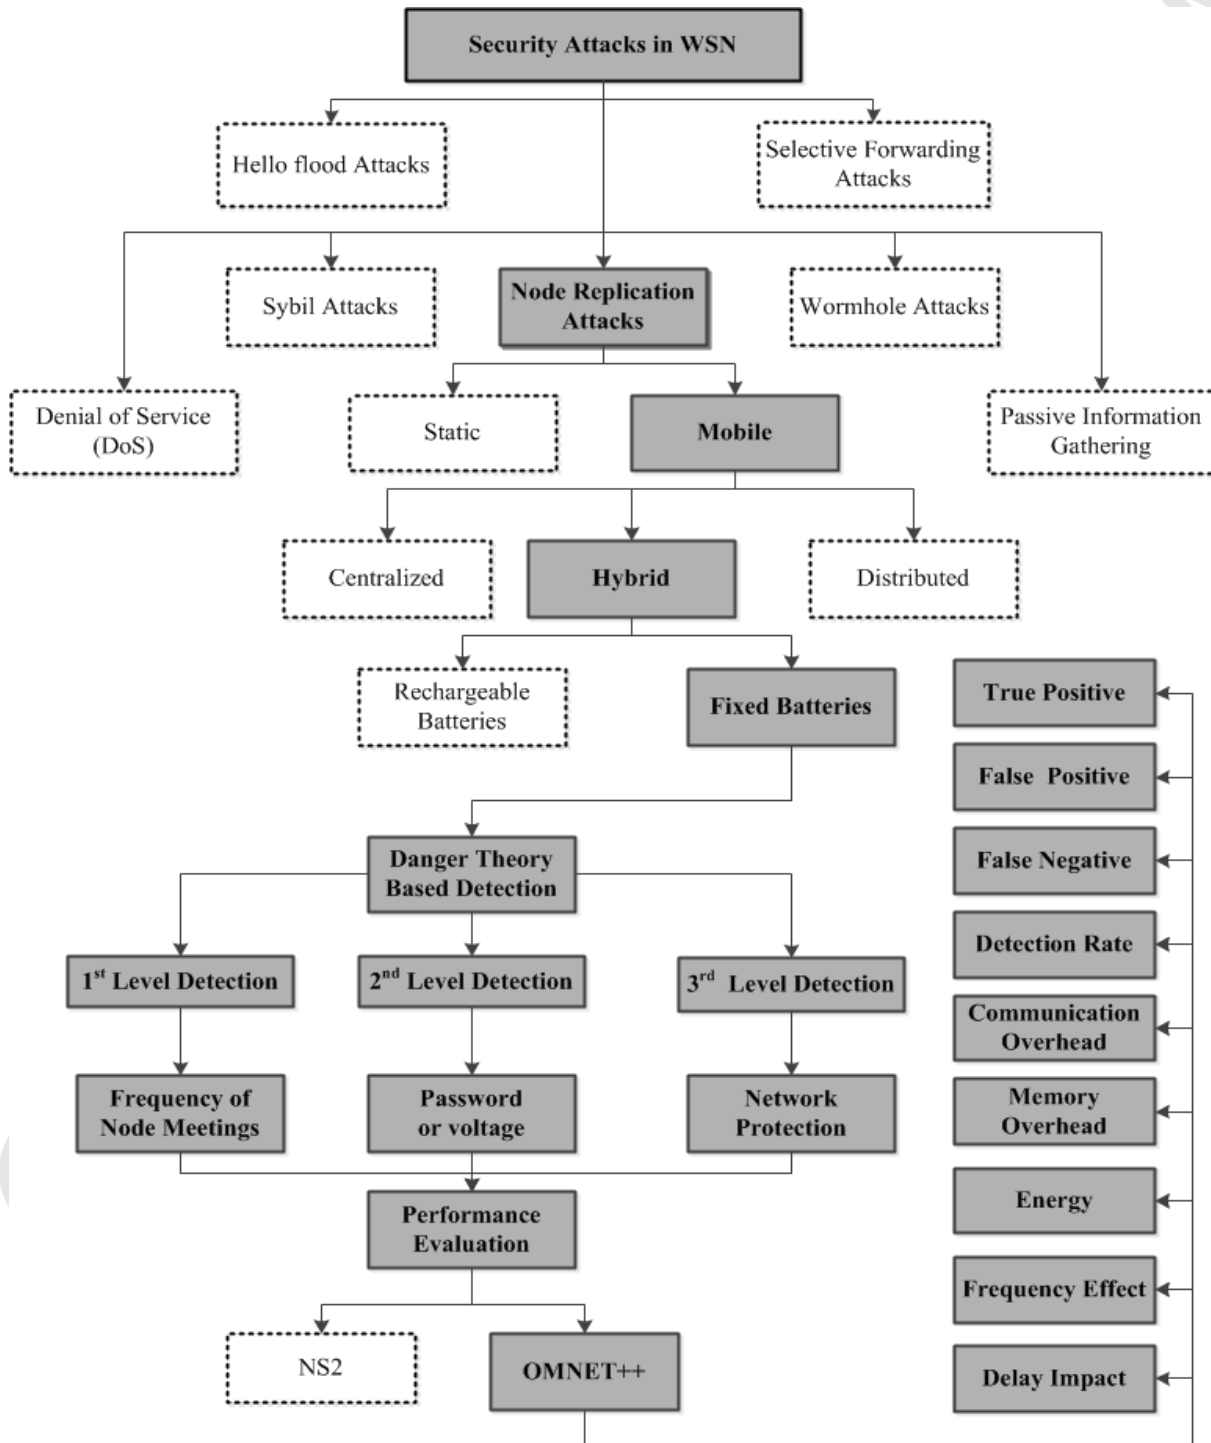 Security Attacks in WSN
Hello flood Attacks
Selective Forwarding
Attacks
Sybil Attacks
Node Replication
Attacks
Wormhole Attacks
Denial of Service
(DoS)
Static
Mobile
Passive Information
Gathering
Centralized
Hybrid
Distributed
Rechargeable
Batteries
Fixed Batteries
True Positive
False Positive
Danger Theory
Based Detection
False Negative
Detection Rate
1st Level Detection
2nd Level Detection
3rd Level Detection
Communication
Overhead
Frequency of
Node Meetings
Password
or voltage
Network
Protection
Memory
Overhead
Performance
Evaluation
Energy
Frequency Effect
NS2
OMNET++
Delay Impact